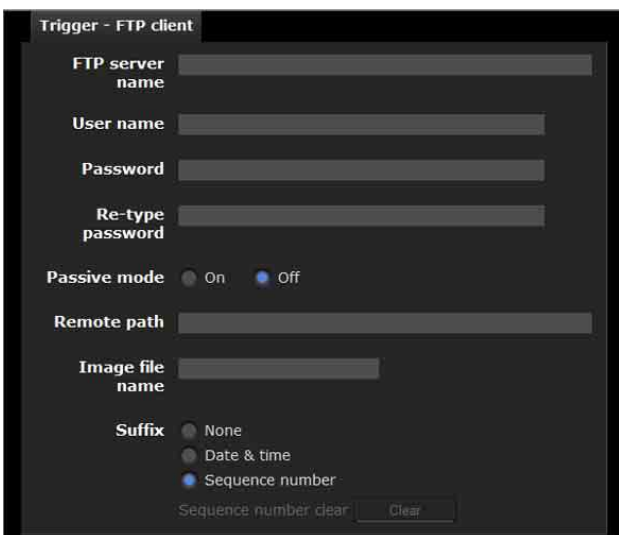 Trigger - FTP client
FTP server
name
User name
Password
Re-type
password
Passive mode On Off
Remote path
Image file
name
Suffix None
Date & time
Sequence number
Sequence number clear Clear